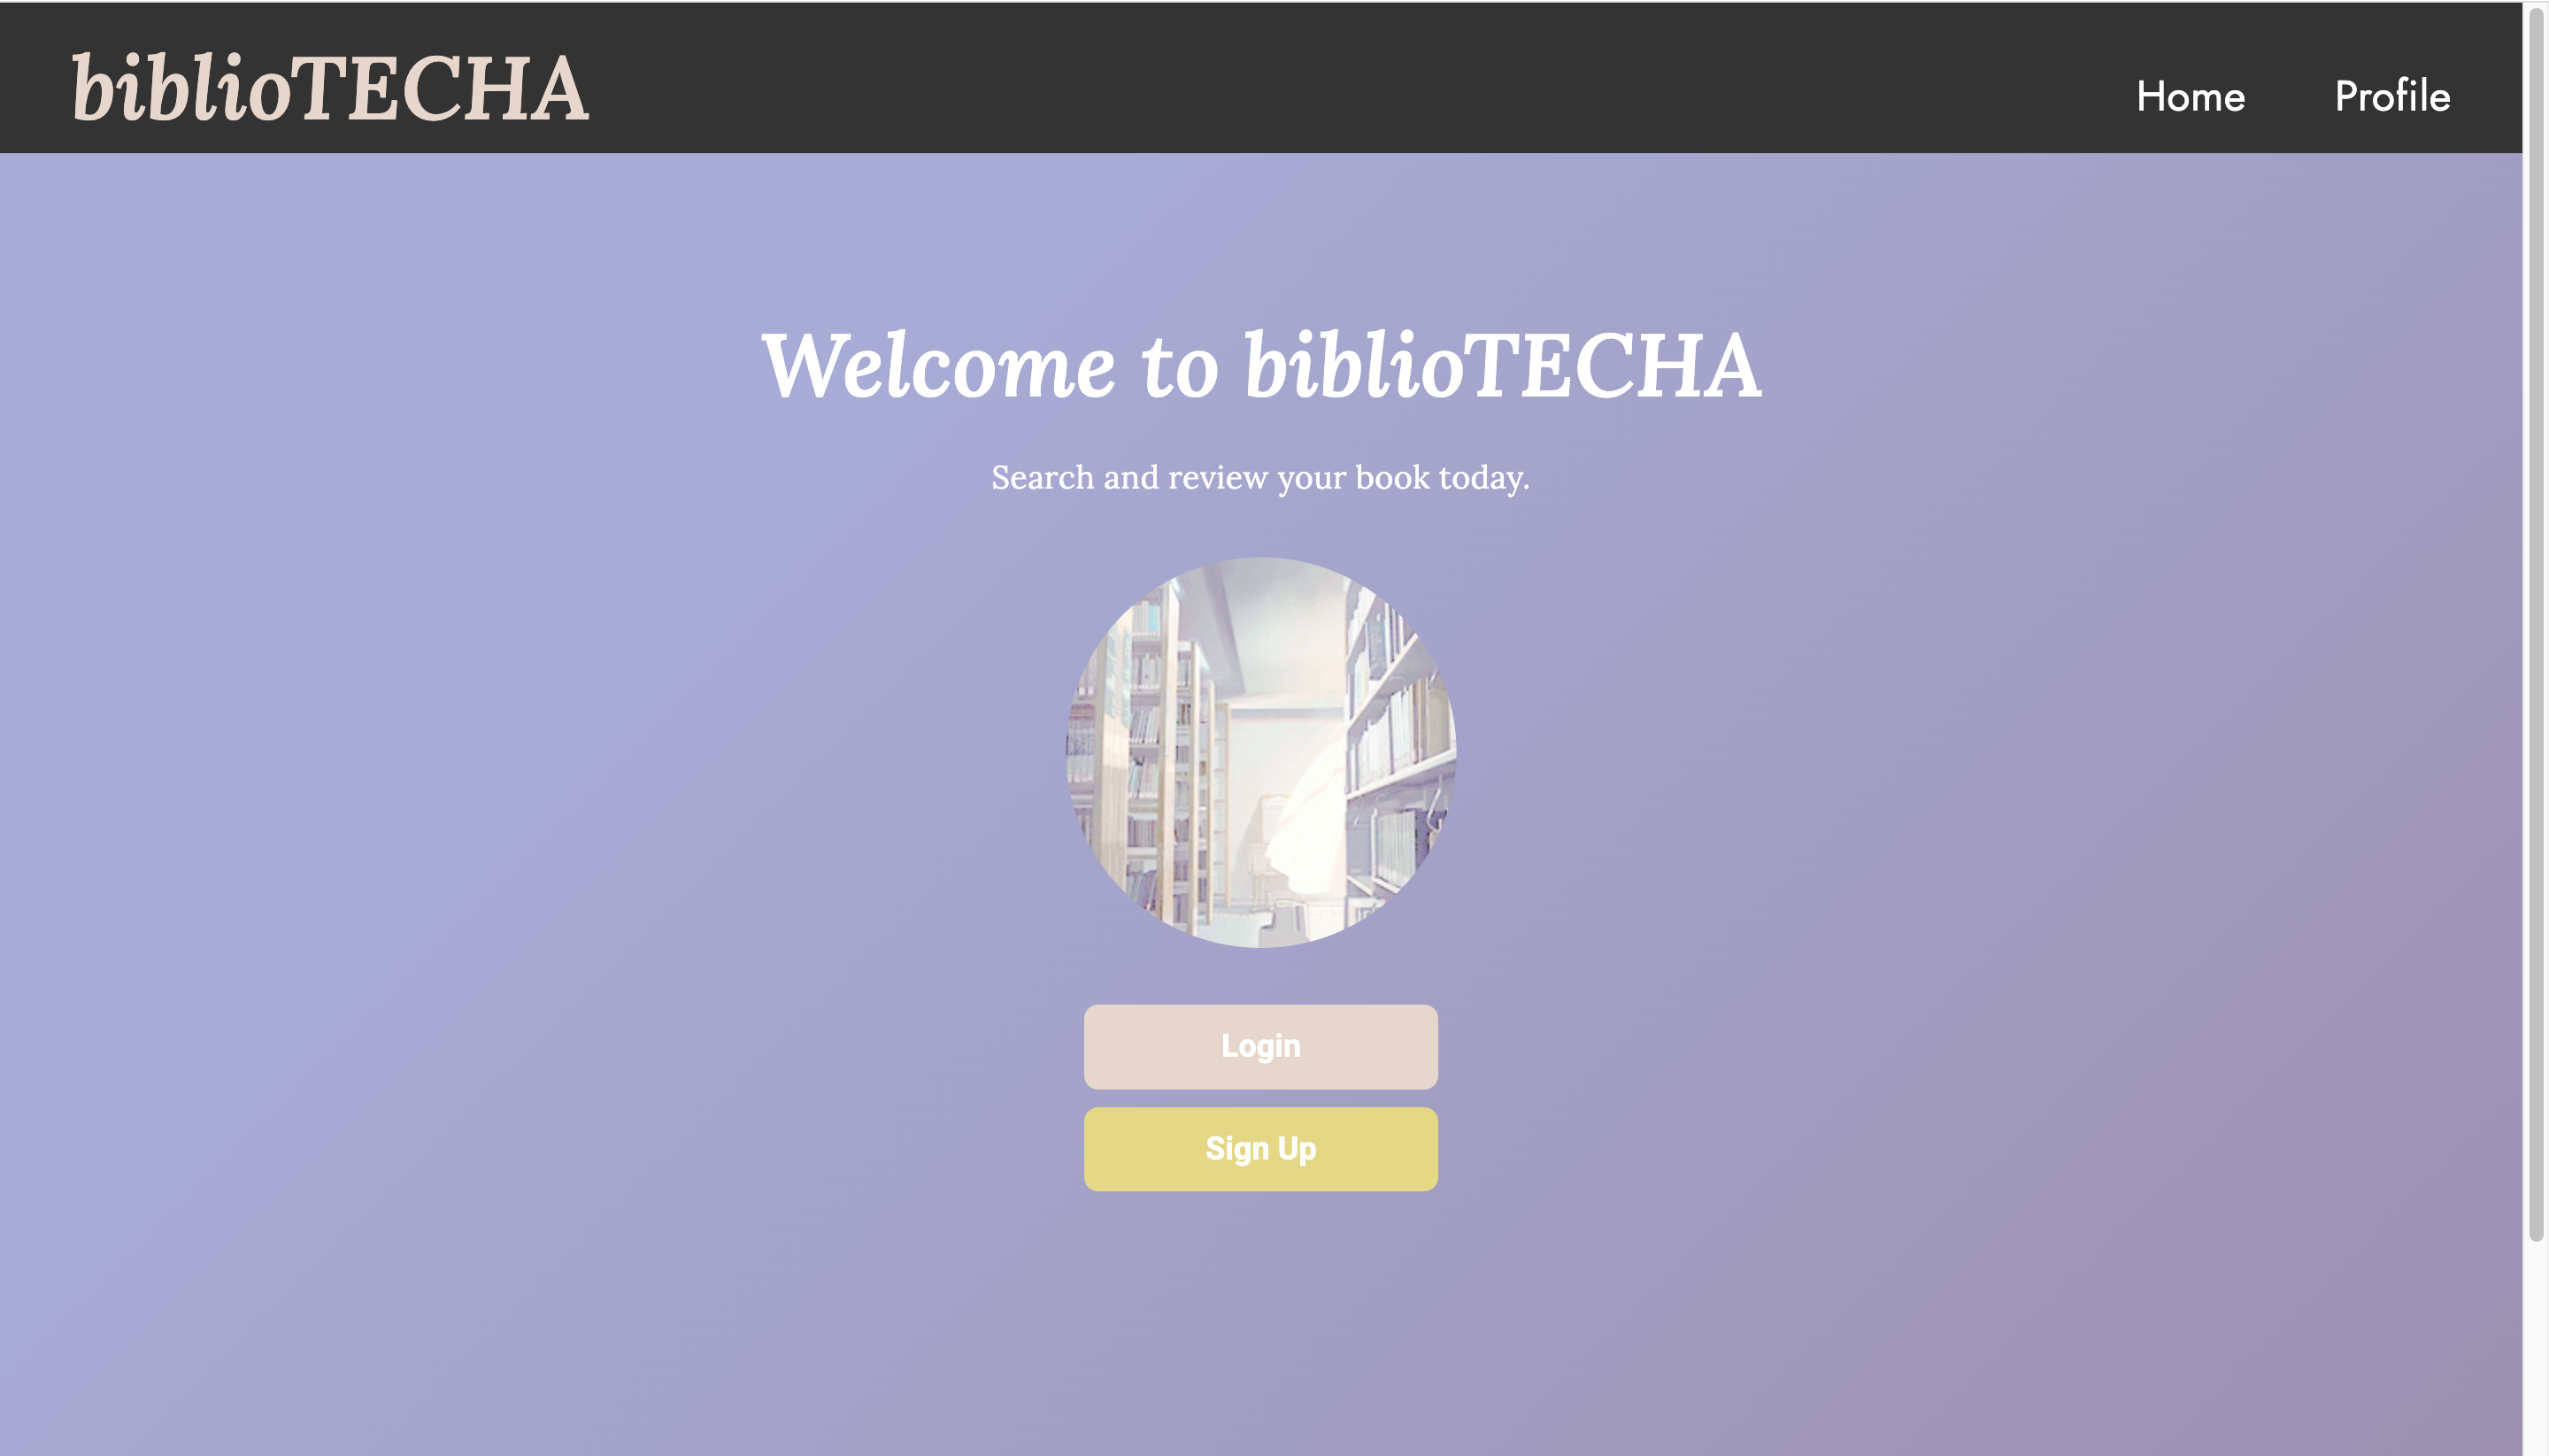 biblioTECHA
Home
Profile
Welcome to biblioTECHA
Search and review your book today.
Login
Sign Up